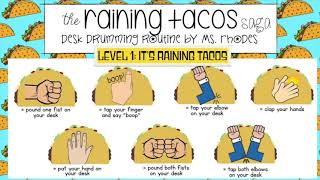 the RAINING TACOS saga
DESK DRUMMING ROUTINE BY MS. RHODES
LEVEL 1: IT'S RAINING TACOS
BOOP!
= pound one fist on
your desk
= tap your finger
and say "boop"
= tap your elbow
on your desk
= clap your hands
= pat your hand on
your desk
= pound both fists
on your desk
= tap both elbows
on your desk